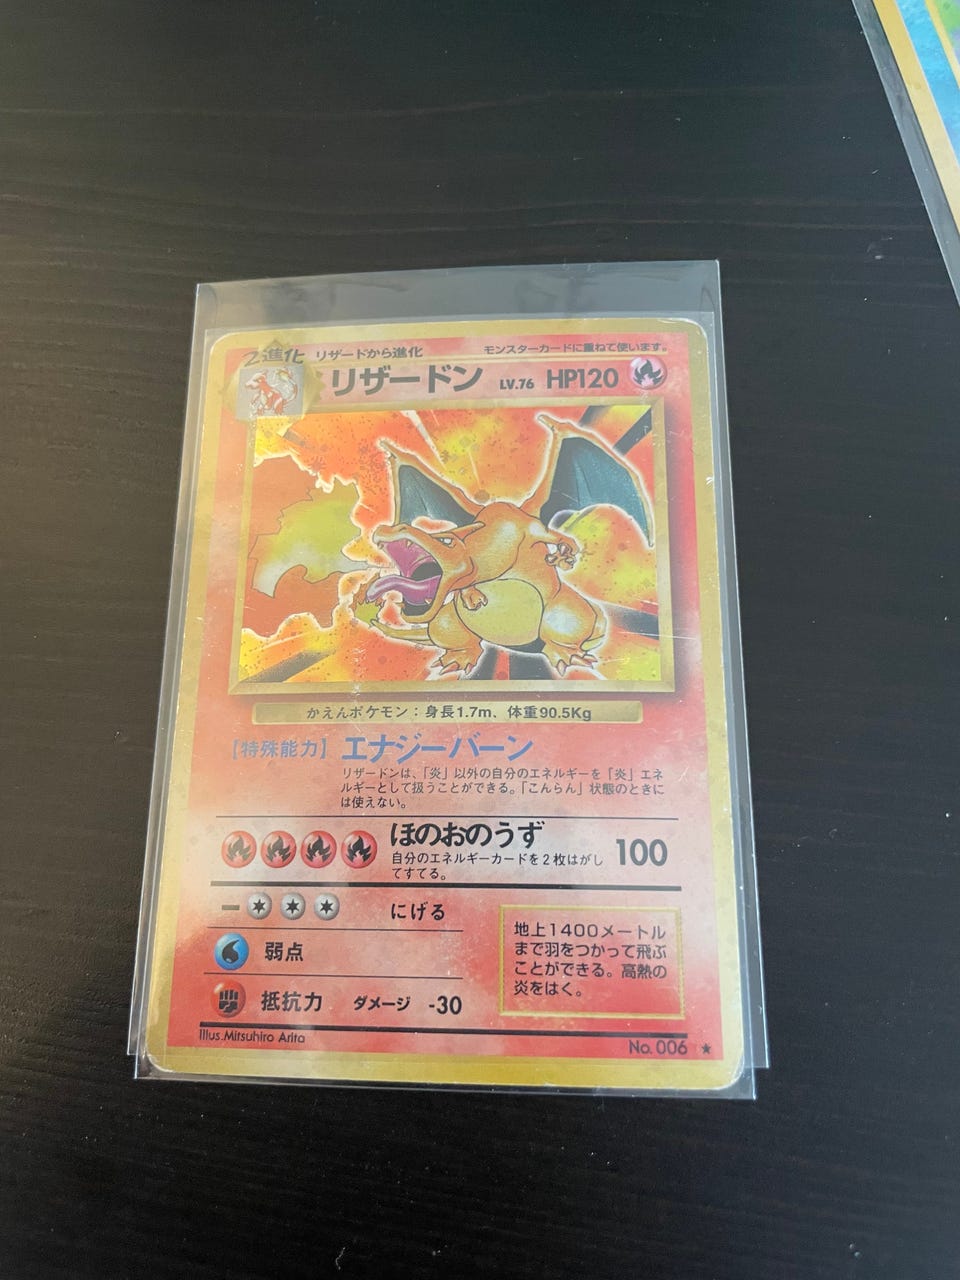 2進化 リザードから進化 モンスターカードに重ねて使います。
リザードン LV.76 HP120
かえんポケモン：身長1.7m、体重90.5Kg
【特殊能力】エナジーバーン
リザードンは、「炎」以外の自分のエネルギーを「炎」エネ
ルギーとして扱うことができる。「こんらん」状態のときに
は使えない。
ほのおのうず 100
自分のエネルギーカードを2枚はがし
てすてる。
にげる
弱点
抵抗力 ダメージ -30
地上1400メートル
まで羽をつかって飛ぶ
ことができる。高熱の
炎をはく。
Illus.Mitsuhiro Arita
No. 006 ★